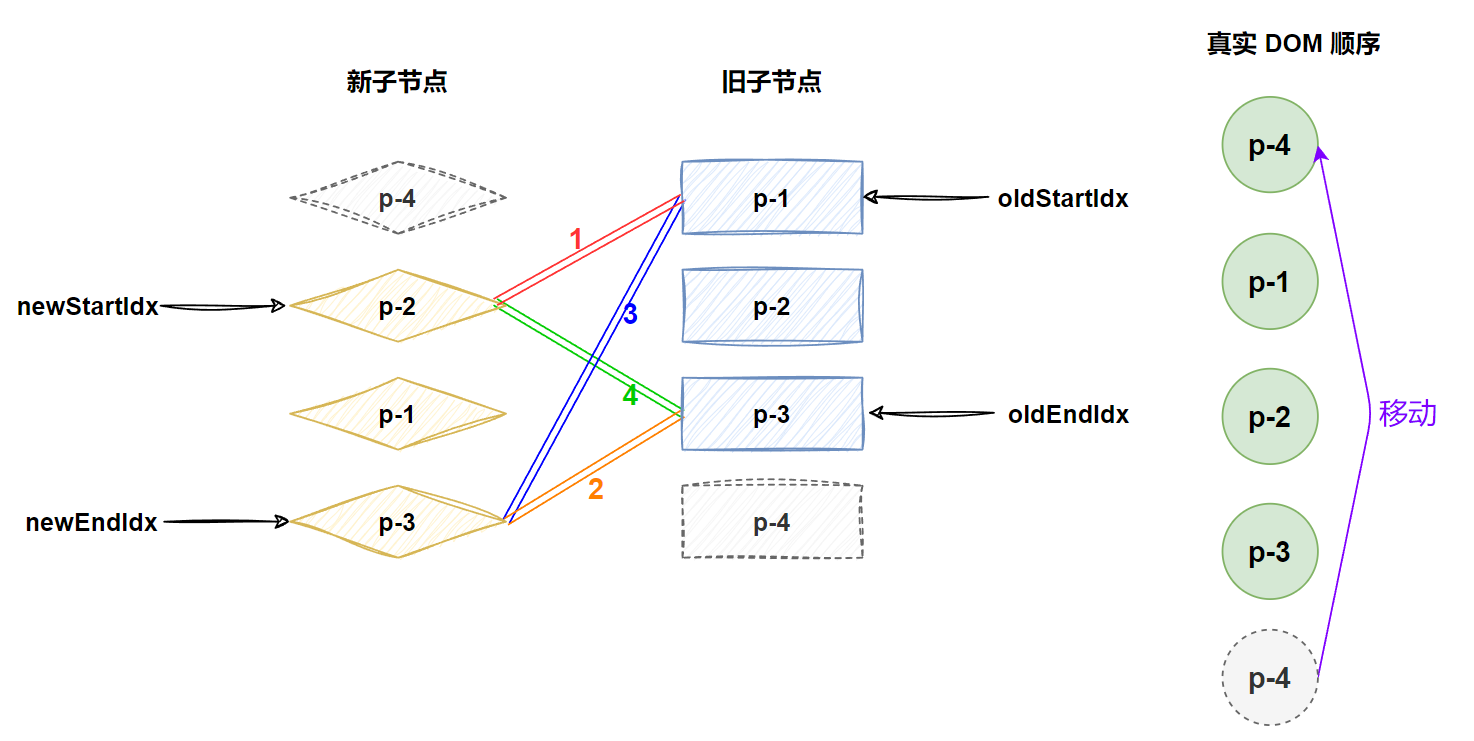 真实 DOM 顺序
新子节点
旧子节点
p-4
p-4
p-1
oldStartIdx
1
newStartIdx
p-2
3
p-2
p-1
4
p-1
p-3
oldEndIdx
p-2
移动
2
newEndIdx
p-3
p-4
p-3
p-4